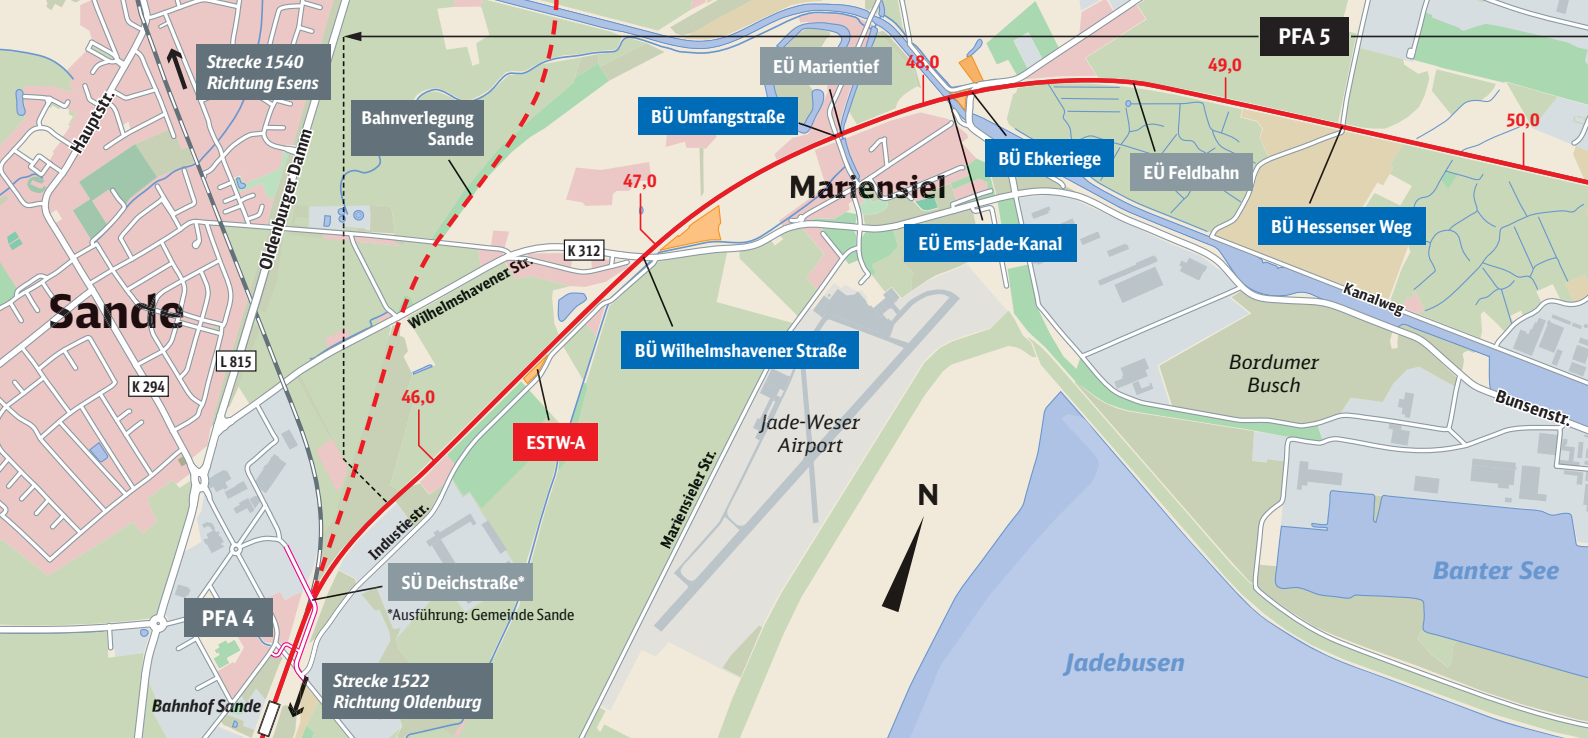 PFA 5
Strecke 1540
Richtung Esens
EÜ Marientief
48,0
49,0
50,0
Hauptstr.
Bahnverlegung
Sande
BÜ Umfangstraße
BÜ Ebkeriege
EÜ Feldbahn
Oldenburger Damm
47,0
Mariensiel
BÜ Hessenser Weg
K 312
EÜ Ems-Jade-Kanal
Wilhelmshavener Str.
Sande
Kanalweg
L 815
BÜ Wilhelmshavener Straße
K 294
Bordumer
Busch
46,0
Bunsenstr.
ESTW-A
Jade-Weser
Airport
Mariensieler Str.
N
Industiestr.
SÜ Deichstraße*
*Ausführung: Gemeinde Sande
Banter See
PFA 4
Jadebusen
Strecke 1522
Richtung Oldenburg
Bahnhof Sande